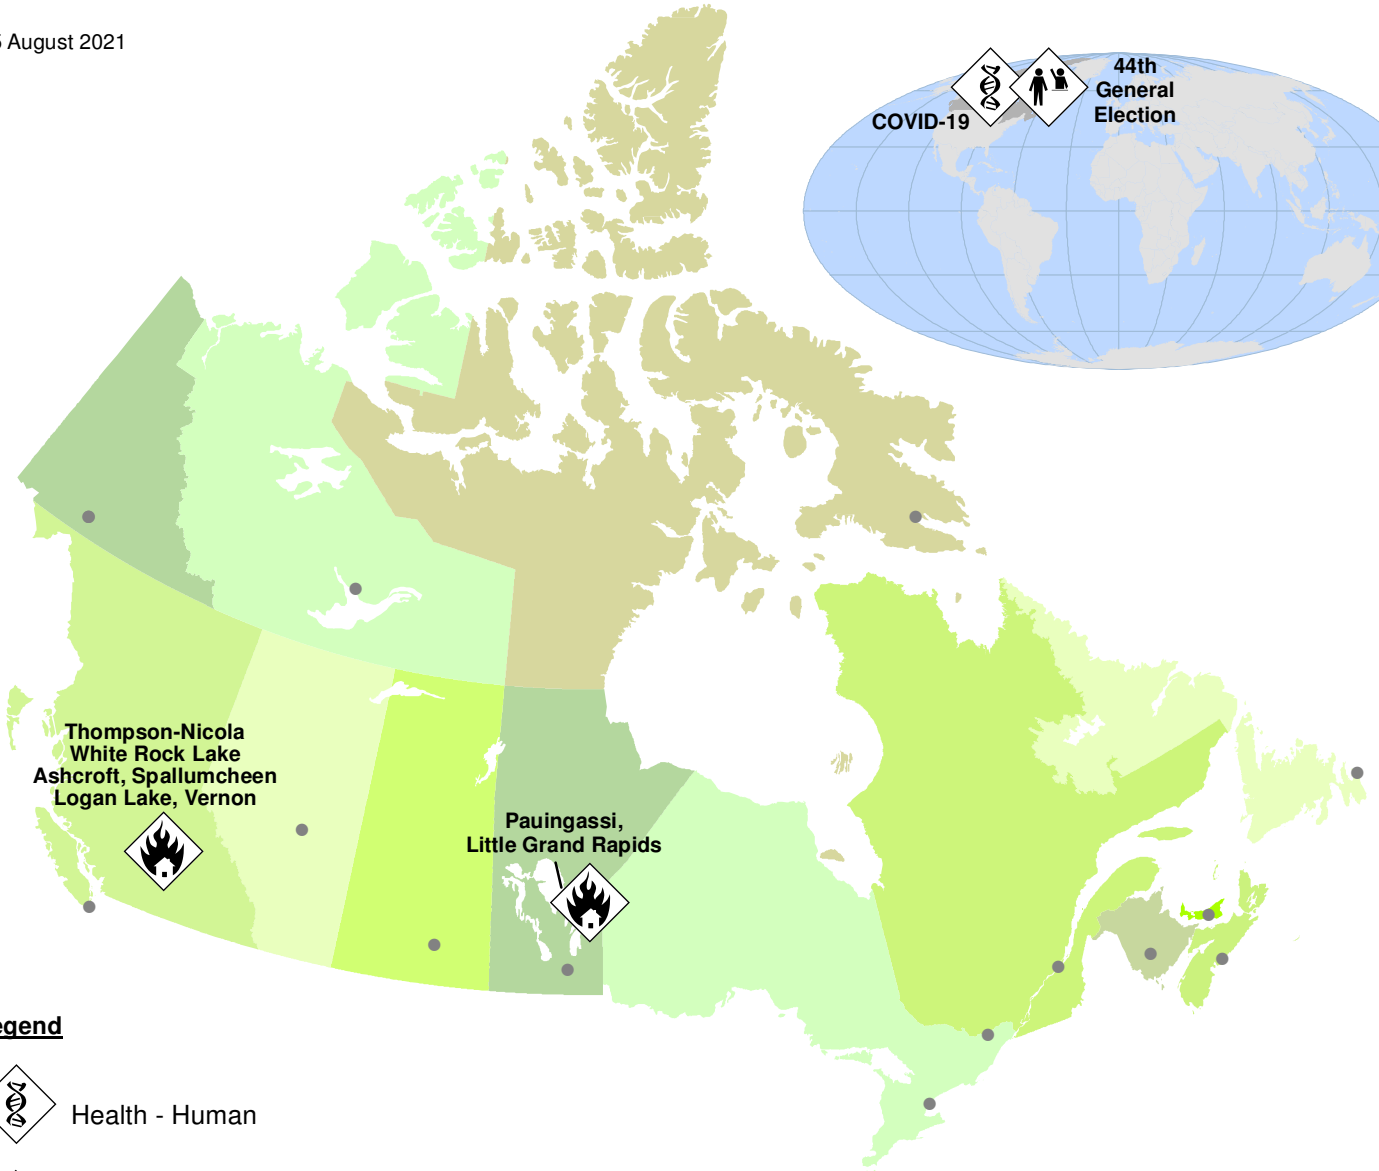 August 2021
44th
General
Election
COVID-19
Thompson-Nicola
White Rock Lake
Ashcroft, Spallumcheen
Logan Lake, Vernon
Pauingassi,
Little Grand Rapids
egend
Health - Human